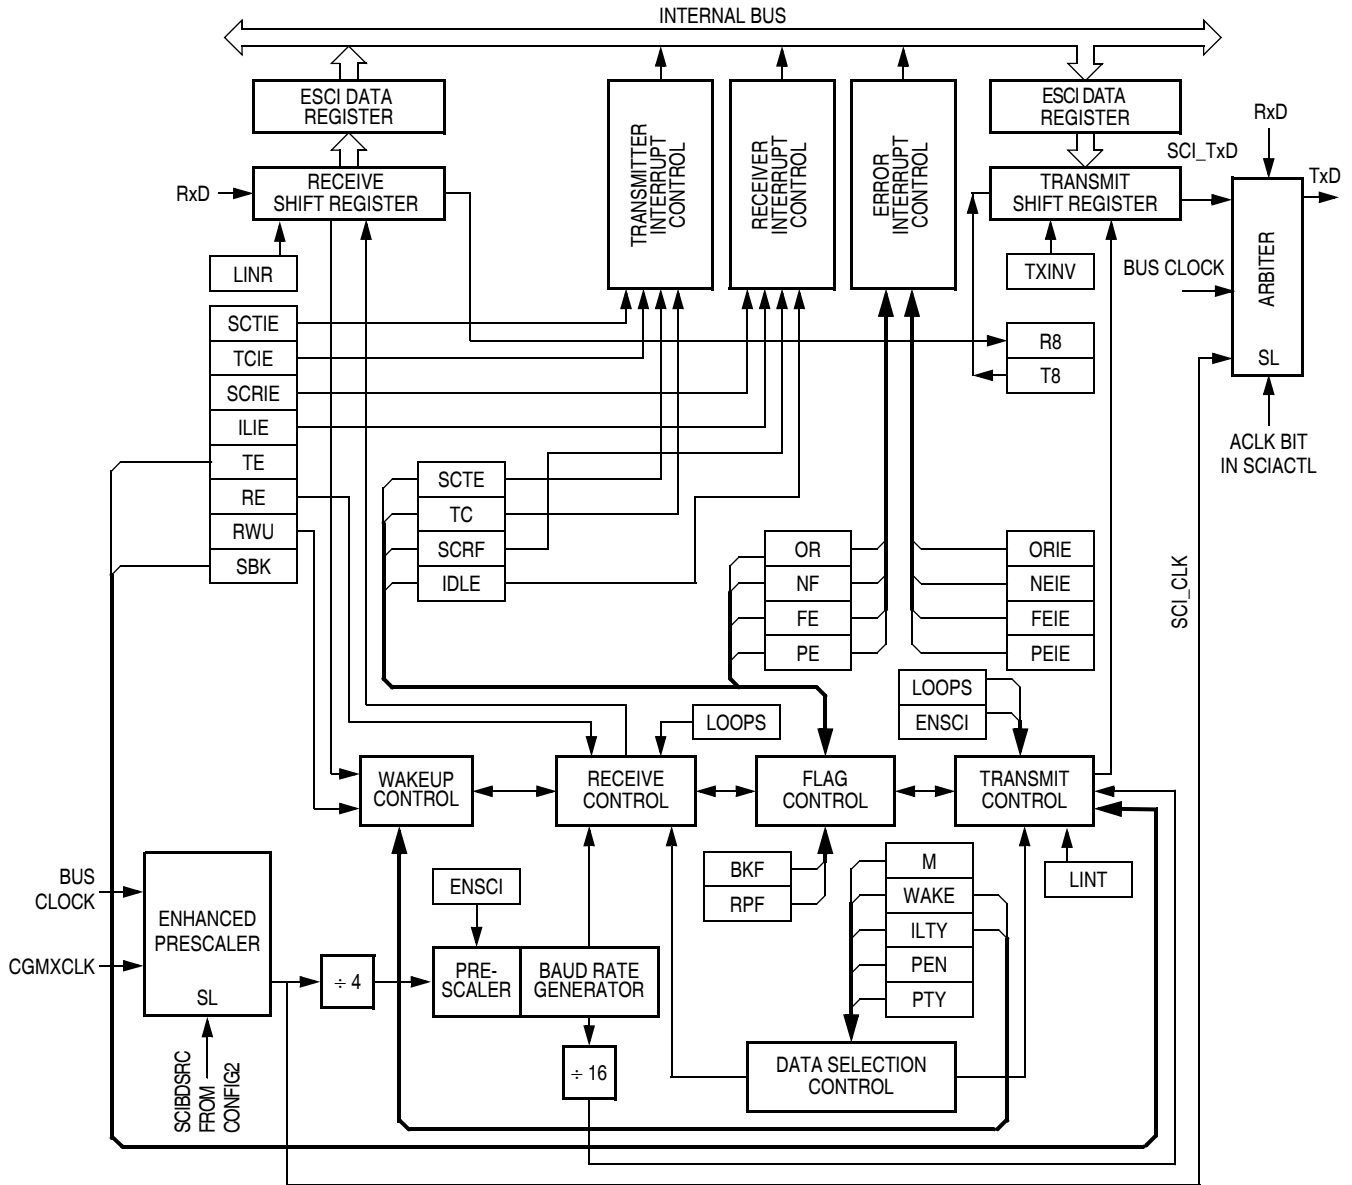 INTERNAL BUS
ESCI DATA
REGISTER
ESCI DATA
REGISTER
TRANSMITTER
INTERRUPT
CONTROL
RECEIVER
INTERRUPT
CONTROL
ERROR
INTERRUPT
CONTROL
RxD
RECEIVE
SHIFT REGISTER
TRANSMIT
SHIFT REGISTER
SCI_TxD
RxD
TxD
ARBITER
SL
BUS CLOCK
LINR
TXINV
SCTIE
TCIE
SCRIE
ILIE
TE
RE
RWU
SBK
R8
T8
ACLK BIT
IN SCIACTL
SCTE
TC
SCRF
IDLE
OR
NF
FE
PE
ORIE
NEIE
FEIE
PEIE
SCI_CLK
LOOPS
LOOPS
ENSCI
WAKEUP
CONTROL
RECEIVE
CONTROL
FLAG
CONTROL
TRANSMIT
CONTROL
BKF
RPF
M
WAKE
ILTY
PEN
PTY
LINT
BUS
CLOCK
CGMXCLK
ENHANCED
PRESCALER
SL
÷ 4
ENSCI
PRE-
SCALER
BAUD RATE
GENERATOR
÷ 16
DATA SELECTION
CONTROL
SCIBDSRC
FROM
CONFIG2